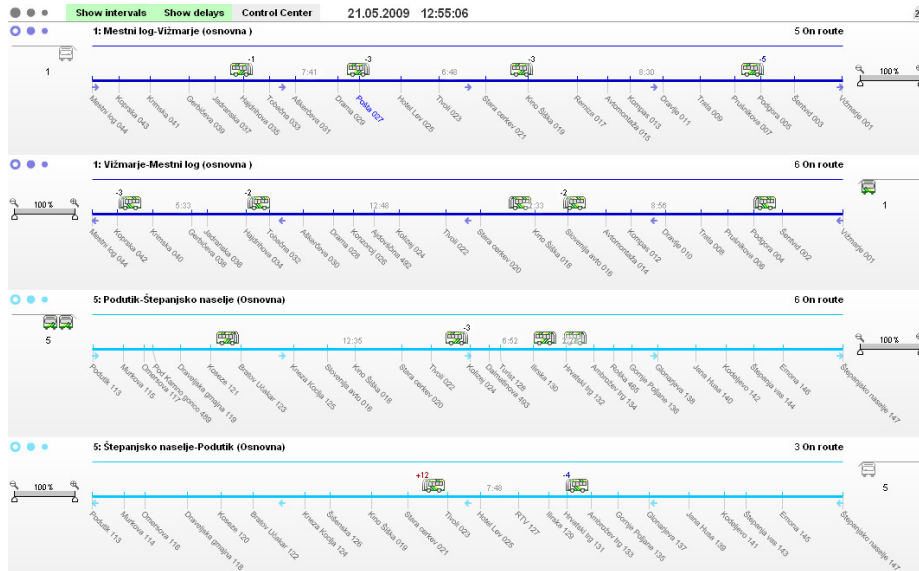 Show intervals Show delays Control Center 21.05.2009 12:55:06
1: Mestni log-Vižmarje (osnovna ) 5 On route
-1 -3 -3 -5
1 7:41 6:48 8:38 100 %
Mestni log 044 Koprska 043 Krimska 041 Gerbičeva 039 Jadranska 037 Hajdrihova 035 Tobačna 033 Aškerčeva 031 Drama 029 Pošta 027 Hotel Lev 025 Tivoli 023 Stara cerkev 021 Kino Šiška 019 Remiza 017 Avtomontaža 015 Kompas 013 Dravlje 011 Trata 009 Prušnikova 007 Podgora 005 Šentvid 003 Vižmarje 001
1: Vižmarje-Mestni log (osnovna ) 6 On route
-3 -2 -2
100 % 5:33 12:48 :33 8:56 1
Mestni log 044 Koprska 042 Krimska 040 Gerbičeva 038 Jadranska 036 Hajdrihova 034 Tobačna 032 Aškerčeva 030 Drama 028 Konzorcij 026 Ajdovščina 492 Kolizej 024 Tivoli 022 Stara cerkev 020 Kino Šiška 018 Slovenija avto 016 Avtomontaža 014 Kompas 012 Dravlje 010 Trata 008 Prušnikova 006 Podgora 004 Šentvid 002 Vižmarje 001
5: Podutik-Štepanjsko naselje (Osnovna) 6 On route
-3
5 12:35 6:52 100 %
Podutik 113 Murkova 115 Omersova 117 Pod Kamno gorico 489 Draveljska gmajna 119 Koseze 121 Bratov Učakar 123 Kneza Koclja 125 Slovenija avto 016 Kino Šiška 018 Stara cerkev 020 Tivoli 022 Kolizej 024 Dalmatinova 493 Turist 128 Ilirska 130 Hrvatski trg 132 Ambrožev trg 134 Roška 465 Gornje Poljane 136 Glonarjeva 138 Jana Husa 140 Kodeljevo 142 Štepanja vas 144 Emona 146 Štepanjsko naselje 147
5: Štepanjsko naselje-Podutik (Osnovna) 3 On route
+12 -4
100 % 7:48 5
Podutik 113 Murkova 114 Omersova 116 Draveljska gmajna 118 Koseze 120 Bratov Učakar 122 Kneza Koclja 124 Šišenska 126 Kino Šiška 019 Stara cerkev 021 Tivoli 023 Hotel Lev 025 RTV 127 Ilirska 129 Hrvatski trg 131 Ambrožev trg 133 Gornje Poljane 135 Glonarjeva 137 Jana Husa 139 Kodeljevo 141 Štepanja vas 143 Emona 145 Štepanjsko naselje 147